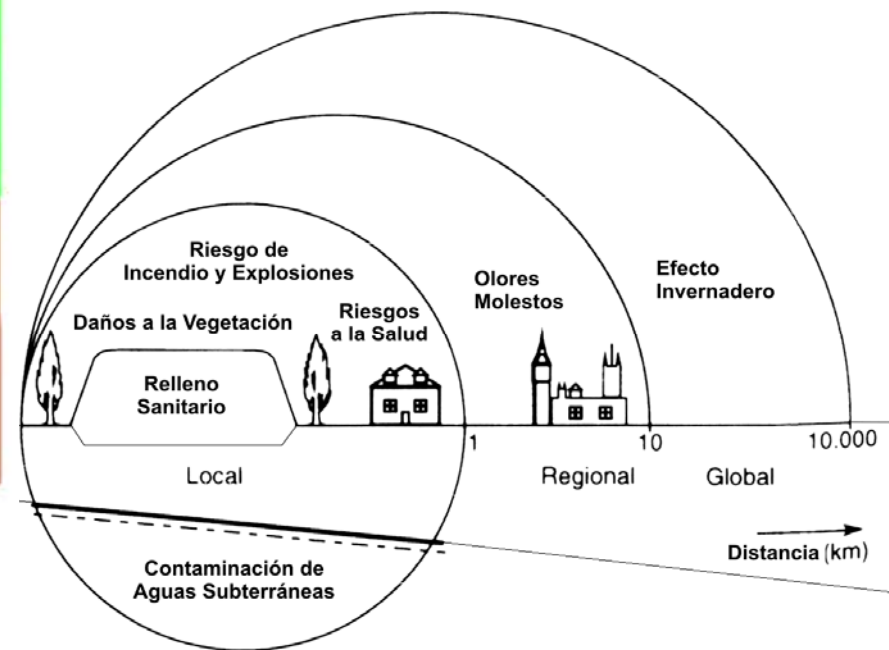 Riesgo de
Incendio y Explosiones
Daños a la Vegetación
Riesgos
a la Salud
Relleno
Sanitario
Olores
Molestos
Efecto
Invernadero
1
10
10.000
Local
Regional
Global
Distancia (km)
Contaminación de
Aguas Subterráneas